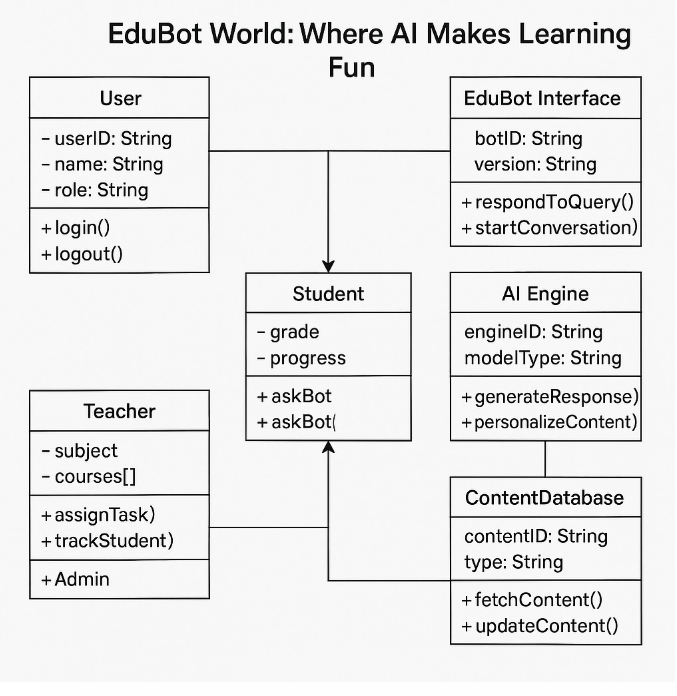 EduBot World: Where AI Makes Learning
Fun
User
– userID: String
– name: String
– role: String
+ login()
+ logout()
EduBot Interface
botID: String
version: String
+ respondToQuery()
+ startConversation)
Student
– grade
– progress
+ askBot
+ askBot(
AI Engine
engineID: String
modelType: String
+ generateResponse)
+ personalizeContent)
Teacher
– subject
– courses[]
+ assignTask)
+ trackStudent)
+ Admin
ContentDatabase
contentID: String
type: String
+ fetchContent()
+ updateContent()